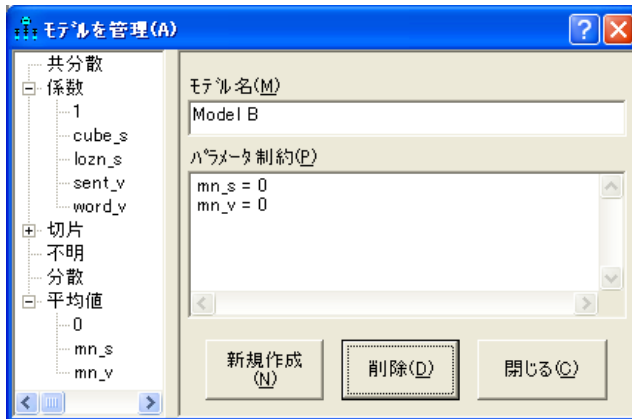 モデルを管理(A)
共分散
係数
1
cube_s
lozn_s
sent_v
word_v
切片
不明
分散
平均値
0
mn_s
mn_v
モデル名(M)
Model B
パラメータ制約(P)
mn_s = 0
mn_v = 0
新規作成
(N)
削除(D)
閉じる(C)